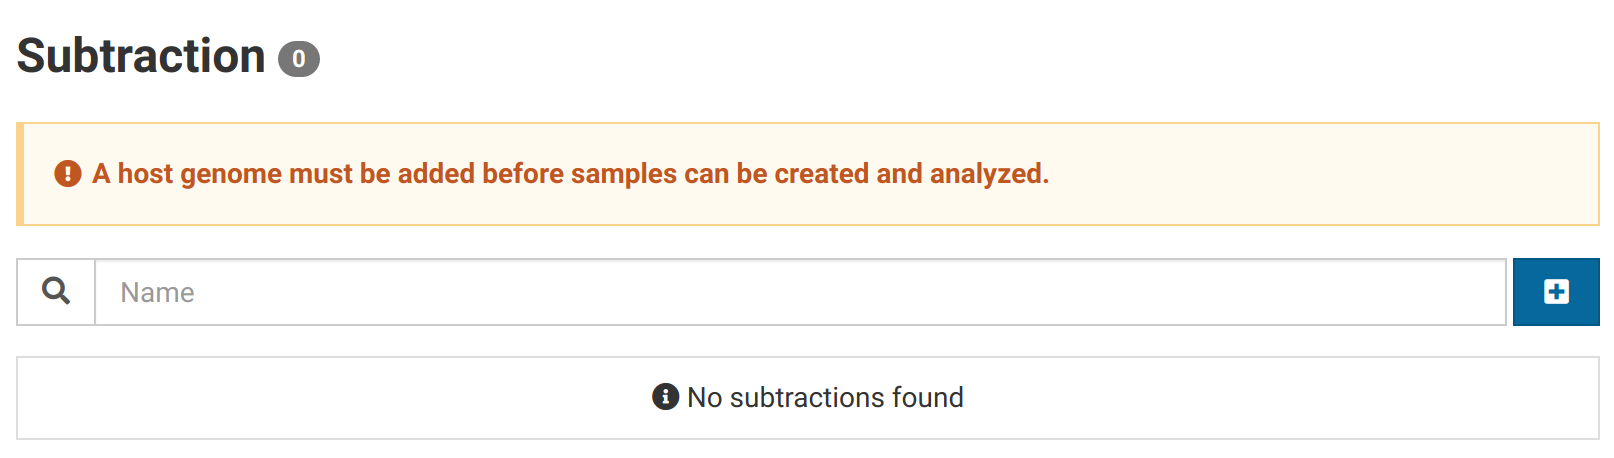 Subtraction 0
A host genome must be added before samples can be created and analyzed.
Name
No subtractions found